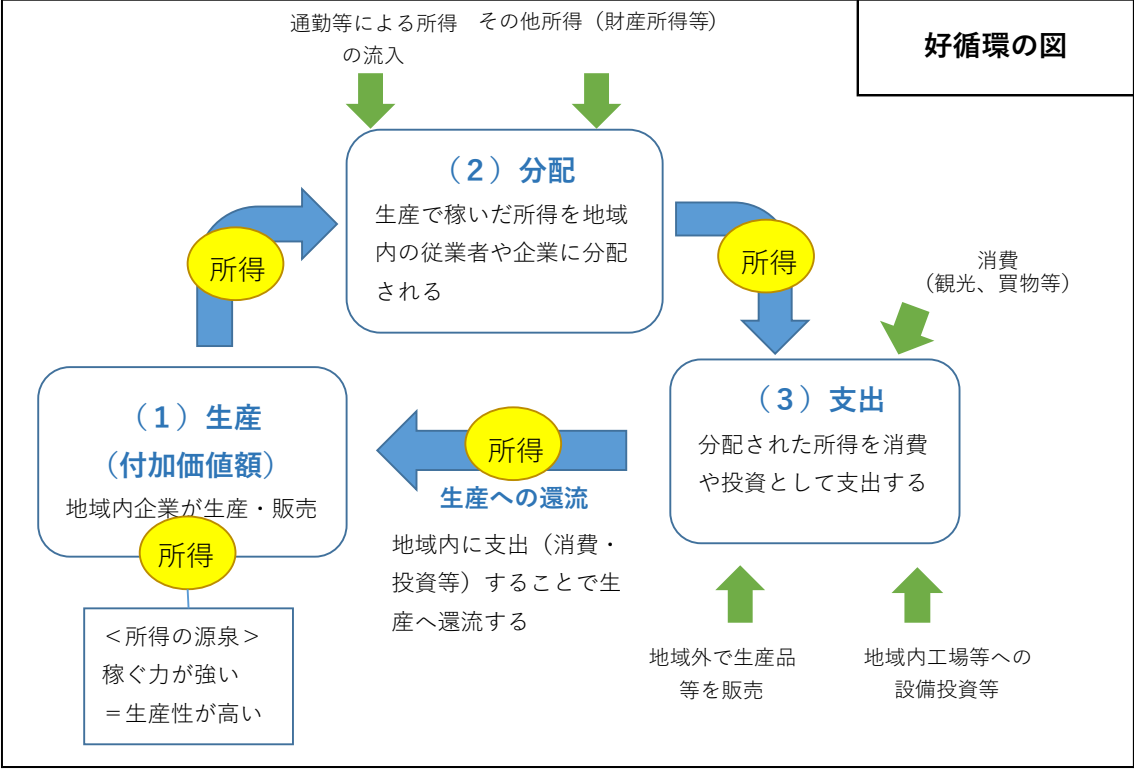 好循環の図
通勤等による所得
の流入
その他所得（財産所得等）
（２）分配
生産で稼いだ所得を地域
内の従業者や企業に分配
される
所得
所得
消費
（観光、買物等）
（１）生産
（付加価値額）
地域内企業が生産・販売
所得
＜所得の源泉＞
稼ぐ力が強い
＝生産性が高い
所得
生産への還流
地域内に支出（消費・
投資等）することで生
産へ還流する
（３）支出
分配された所得を消費
や投資として支出する
地域外で生産品
等を販売
地域内工場等への
設備投資等